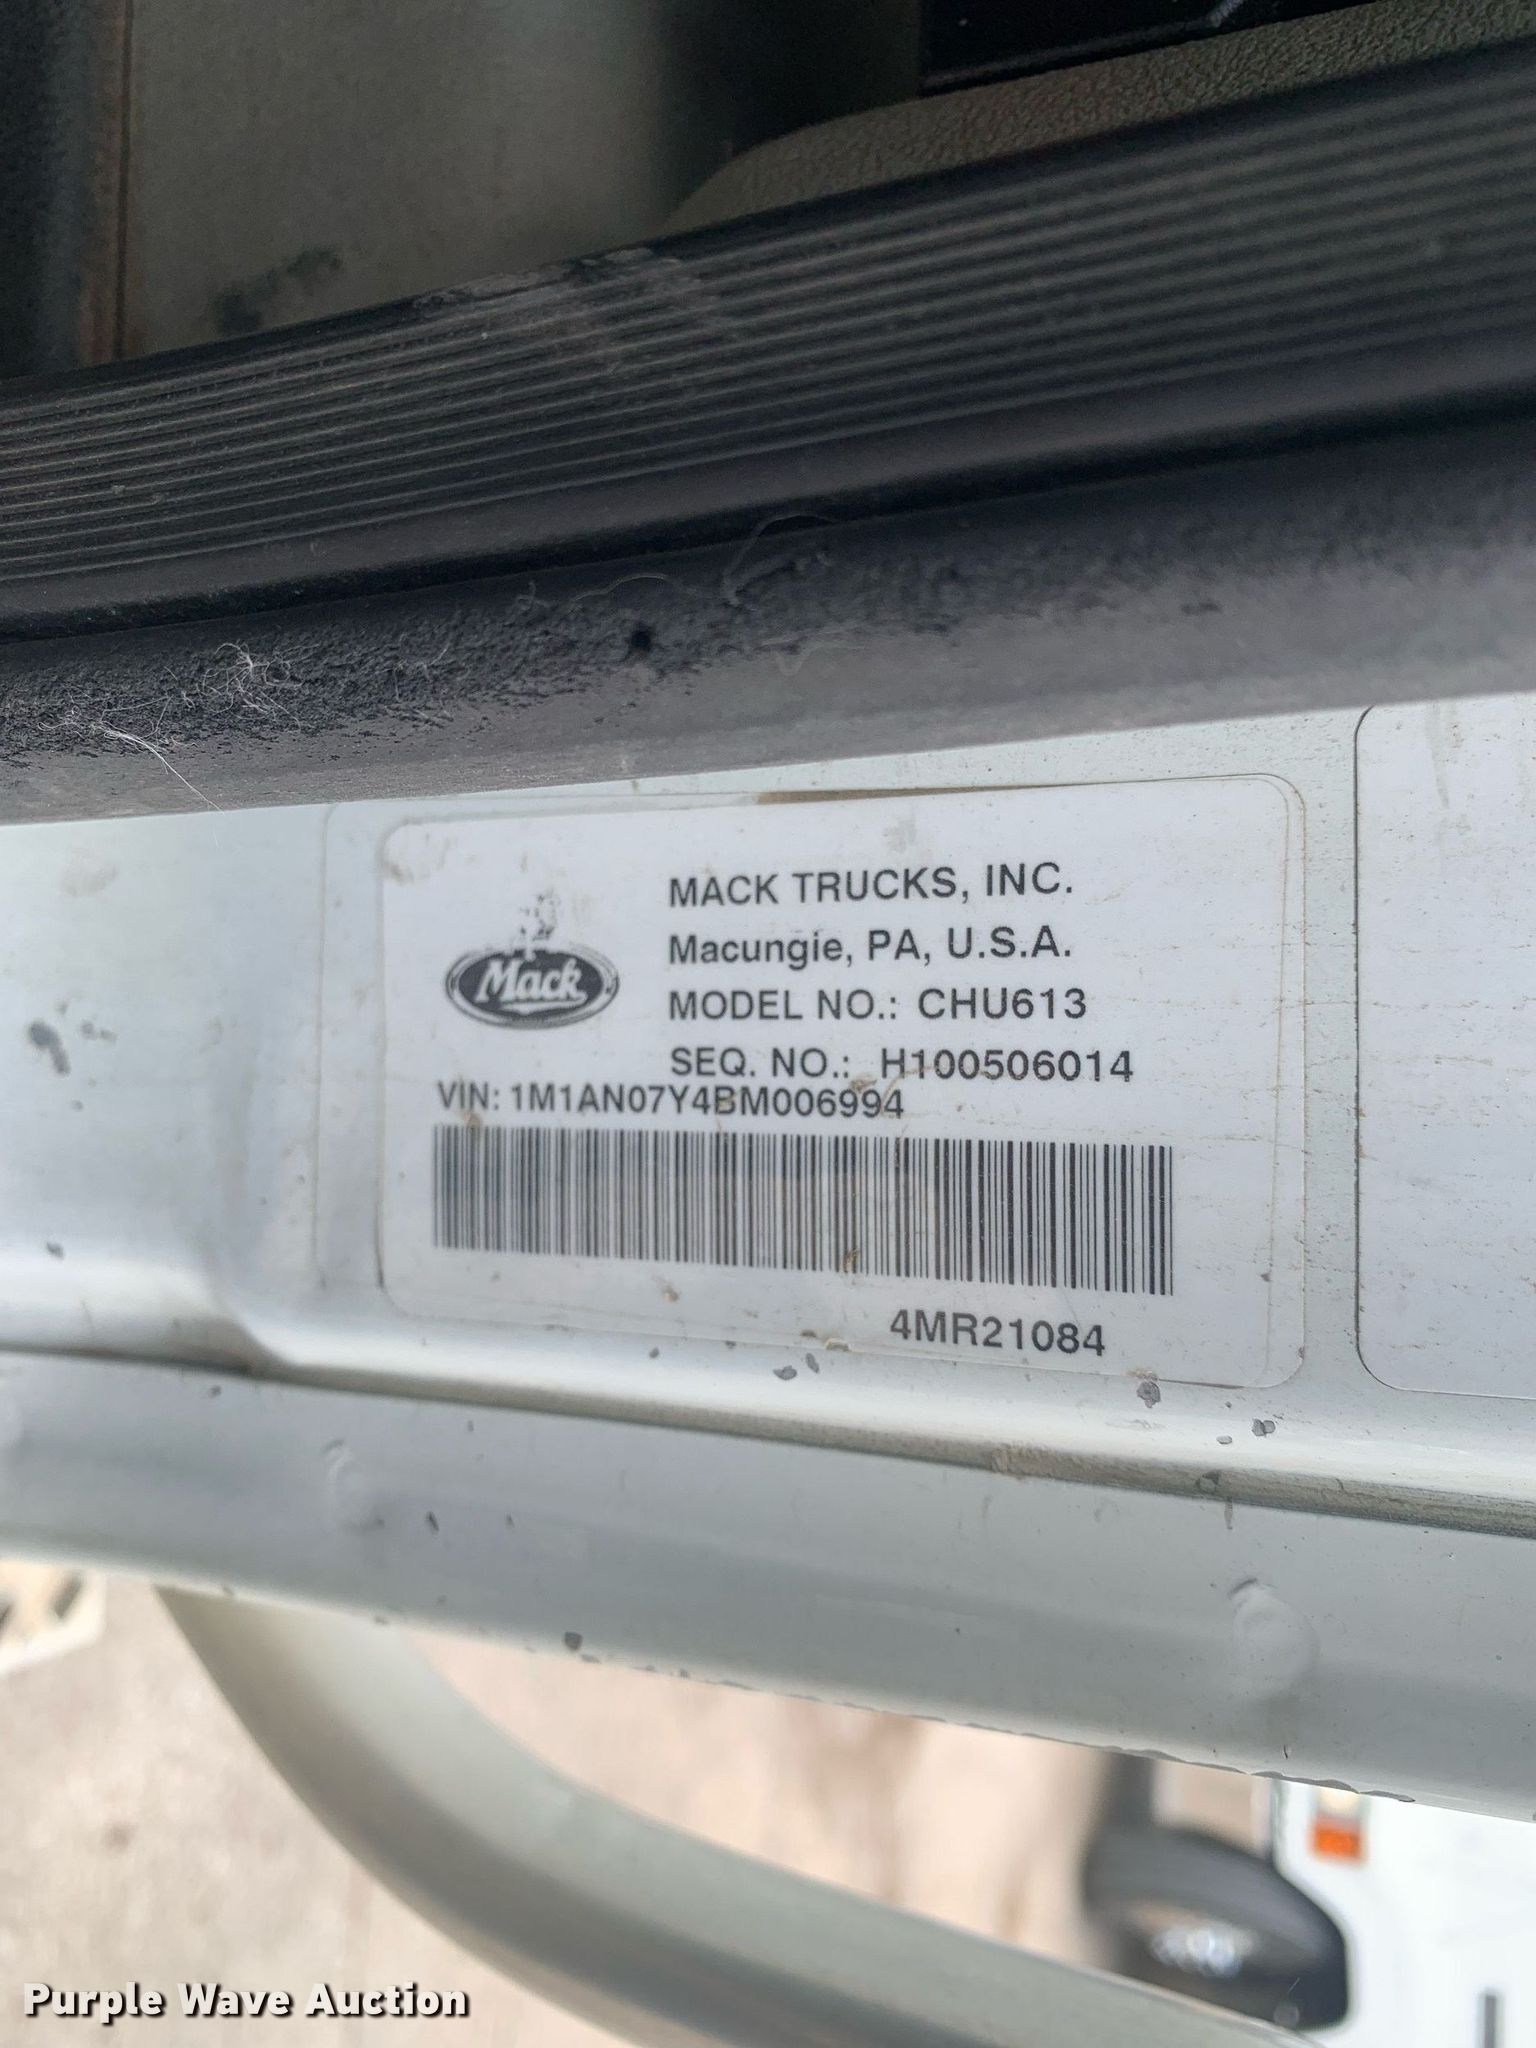 MACK TRUCKS, INC.
Macungie, PA, U.S.A.
Mack
MODEL NO.: CHU613
SEQ. NO.: H100506014
VIN: 1M1AN07Y4BM006994
4MR21084
Purple Wave Auction